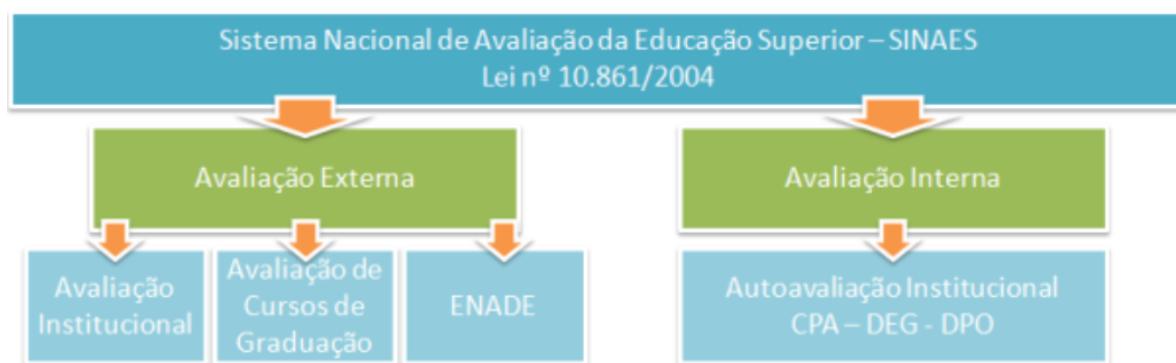 Sistema Nacional de Avaliação da Educação Superior – SINAES
Lei nº 10.861/2004
Avaliação Externa
Avaliação Interna
Avaliação
Institucional
Avaliação de
Cursos de
Graduação
ENADE
Autoavaliação Institucional
CPA – DEG - DPO